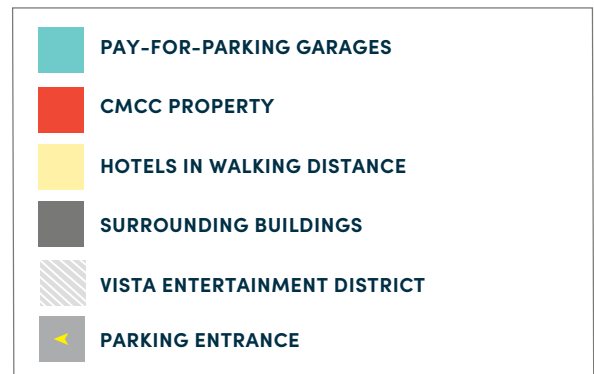 PAY-FOR-PARKING GARAGES
CMCC PROPERTY
HOTELS IN WALKING DISTANCE
SURROUNDING BUILDINGS
VISTA ENTERTAINMENT DISTRICT
PARKING ENTRANCE